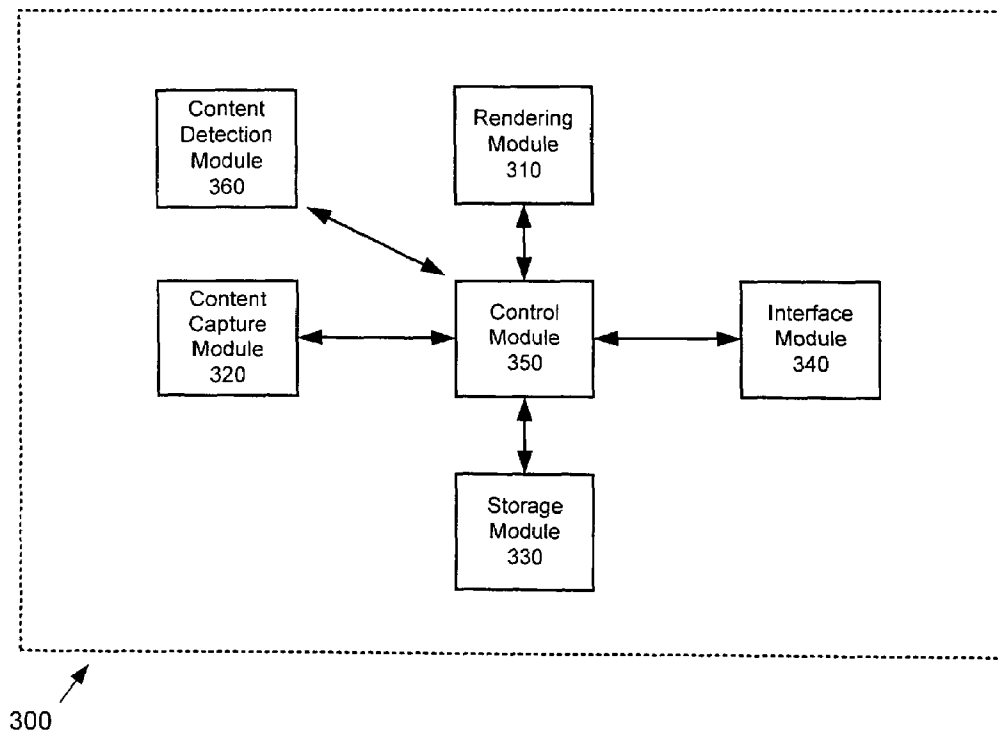 Content
Detection
Module
360
Rendering
Module
310
Content
Capture
Module
320
Control
Module
350
Interface
Module
340
Storage
Module
330
300